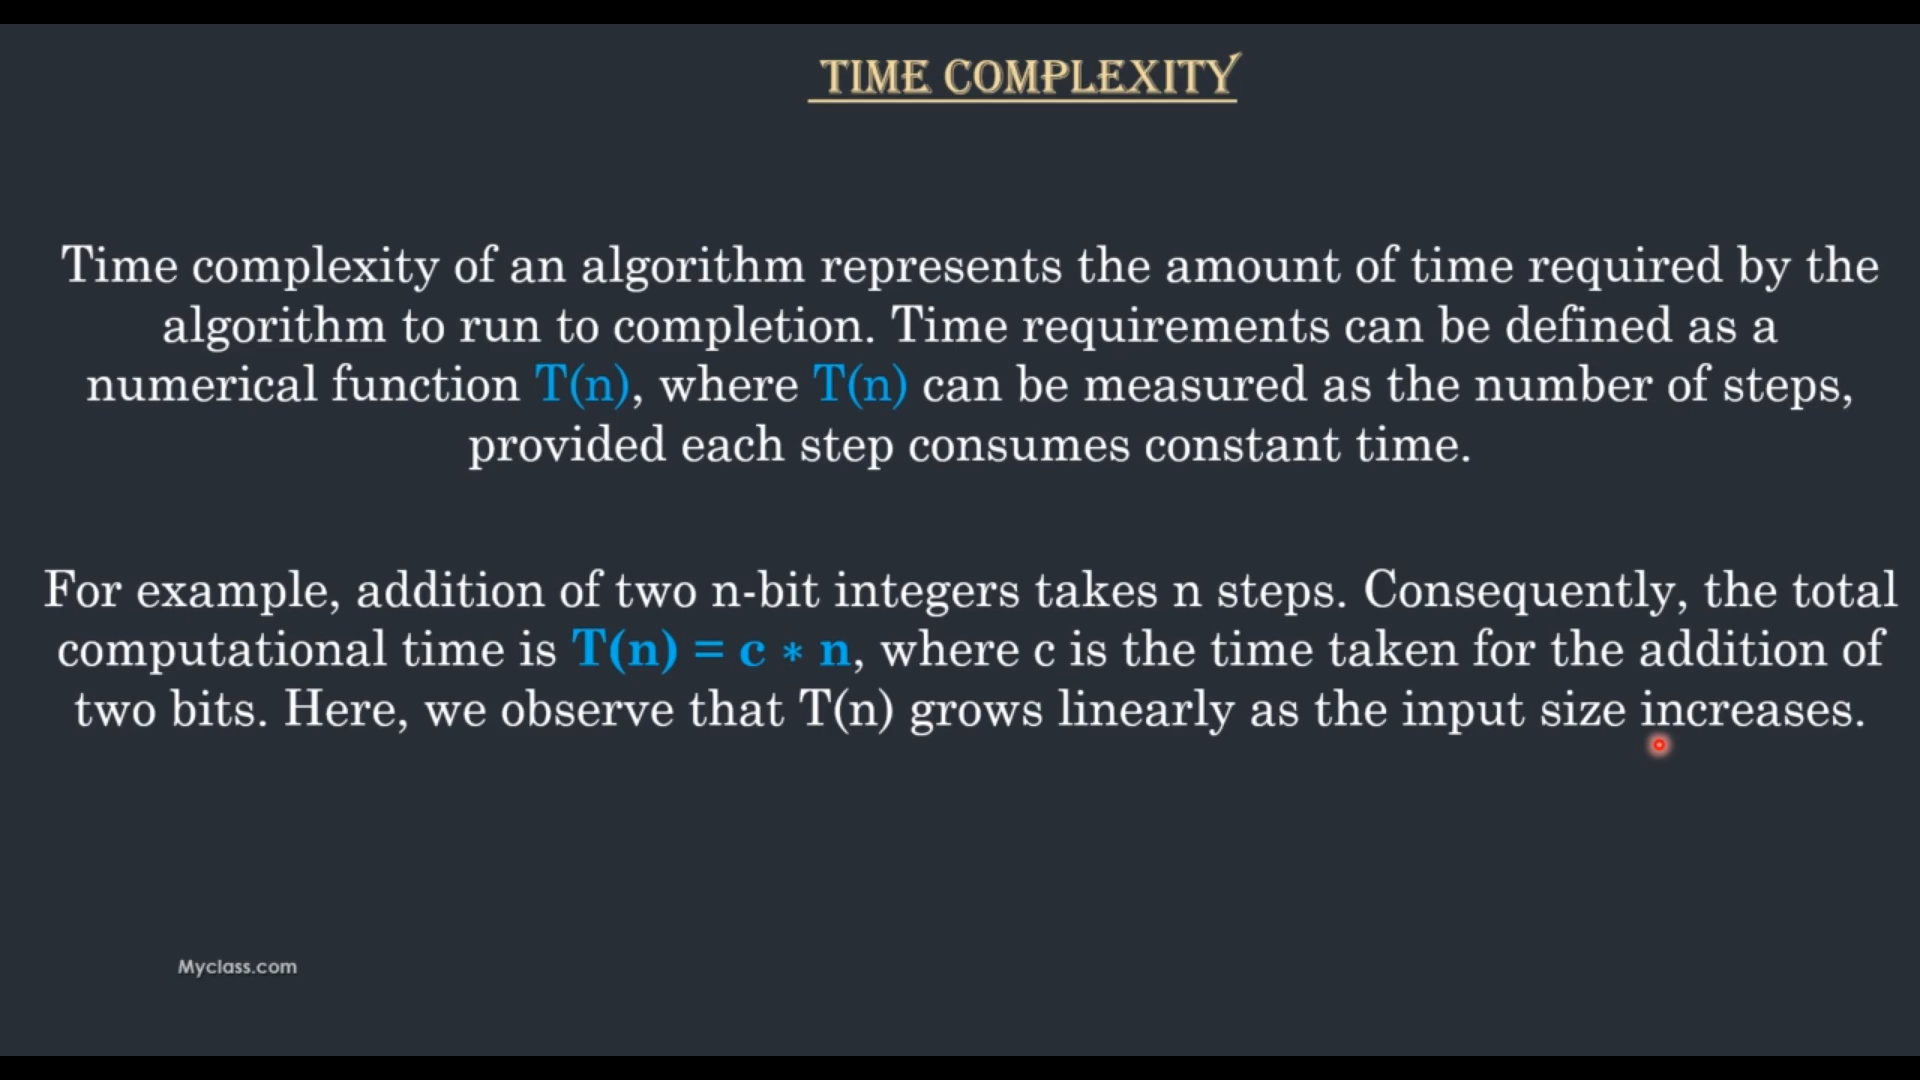 TIME COMPLEXITY
Time complexity of an algorithm represents the amount of time required by the
algorithm to run to completion. Time requirements can be defined as a
numerical function T(n), where T(n) can be measured as the number of steps,
provided each step consumes constant time.
For example, addition of two n-bit integers takes n steps. Consequently, the total
computational time is T(n) = c * n, where c is the time taken for the addition of
two bits. Here, we observe that T(n) grows linearly as the input size increases.
Myclass.com